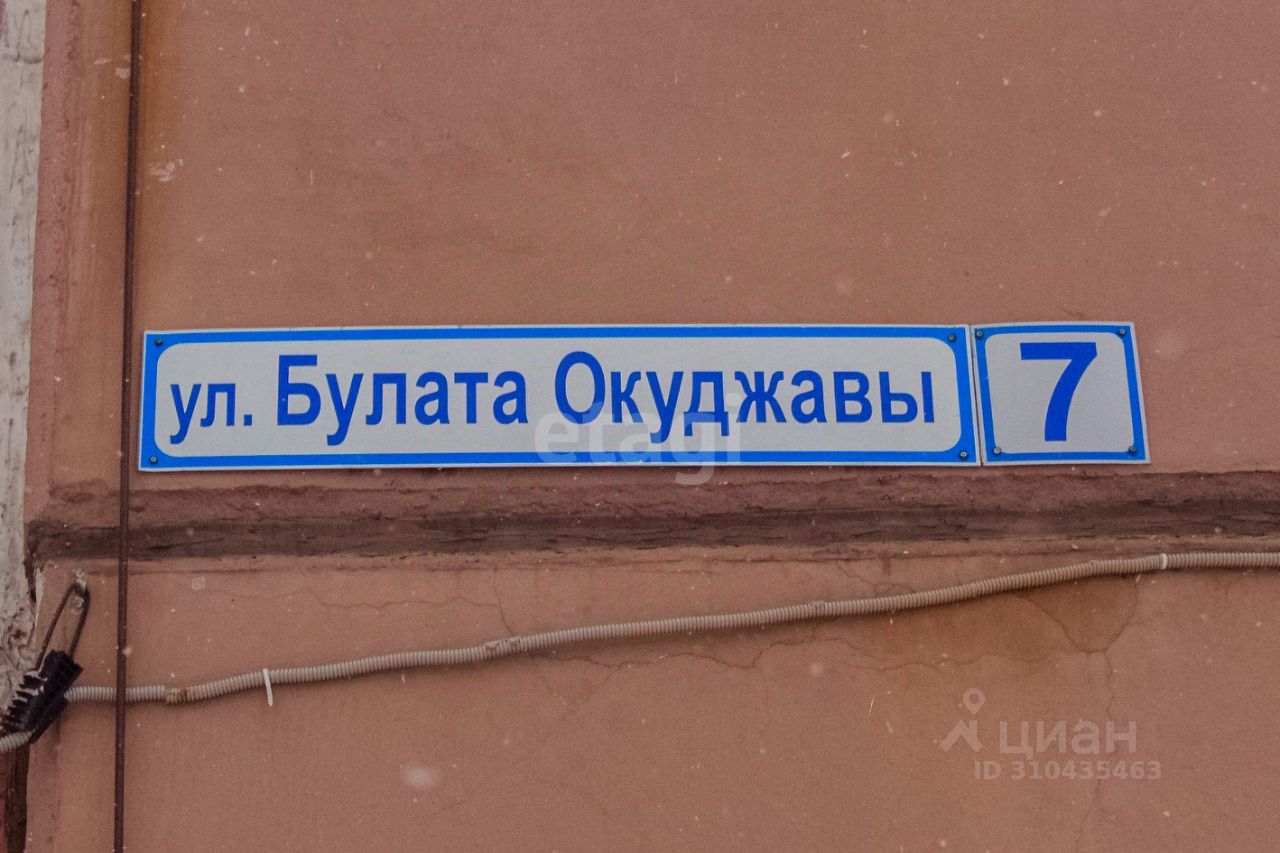 ул. Булата Окуджавы 7
etagi
циан
ID 310435463